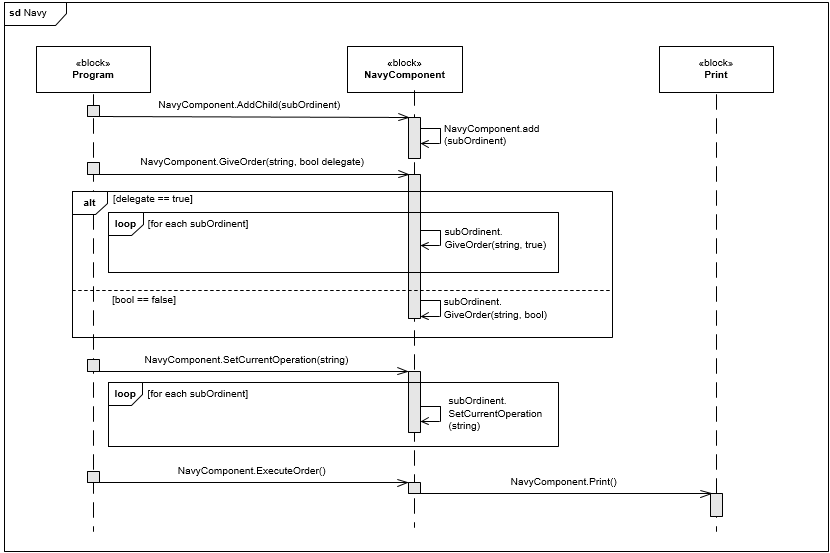 sd Navy
«block»
Program
«block»
NavyComponent
«block»
Print
NavyComponent.AddChild(subOrdinent)
NavyComponent.add
(subOrdinent)
NavyComponent.GiveOrder(string, bool delegate)
alt
[delegate == true]
loop
[for each subOrdinent]
subOrdinent.
GiveOrder(string, true)
[bool == false]
subOrdinent.
GiveOrder(string, bool)
NavyComponent.SetCurrentOperation(string)
loop
[for each subOrdinent]
subOrdinent.
SetCurrentOperation
(string)
NavyComponent.ExecuteOrder()
NavyComponent.Print()